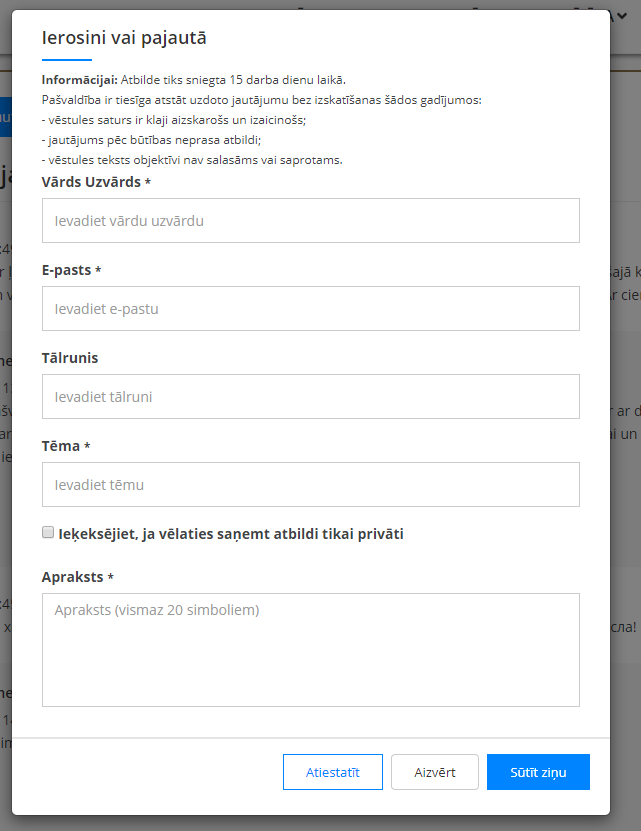 Ierosini vai pajautā
Informācijai: Atbilde tiks sniegta 15 darba dienu laikā.
Pašvaldība ir tiesīga atstāt uzdoto jautājumu bez izskatīšanas šādos gadījumos:
- vēstules saturs ir klaji aizskarošs un izaicinošs;
- jautājums pēc būtības neprasa atbildi;
- vēstules teksts objektīvi nav salasāms vai saprotams.
Vārds Uzvārds *
Ievadiet vārdu uzvārdu
E-pasts *
Ievadiet e-pastu
Tālrunis
Ievadiet tālruni
Tēma *
Ievadiet tēmu
Ieķeksējiet, ja vēlaties saņemt atbildi tikai privāti
Apraksts *
Apraksts (vismaz 20 simboliem)
Atiestatīt
Aizvērt
Sūtīt ziņu